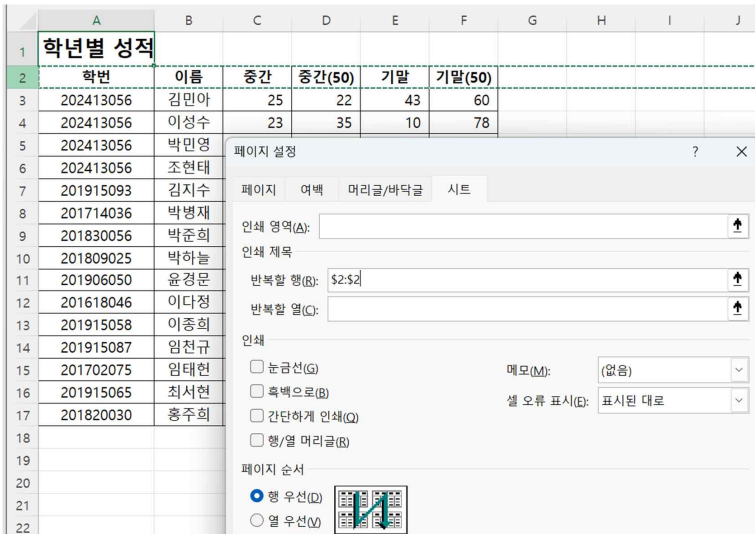 A B C D E F G H I J
1 학년별 성적
2 학번 이름 중간 중간(50) 기말 기말(50)
3 202413056 김민아 25 22 43 60
4 202413056 이성수 23 35 10 78
5 202413056 박민영
6 202413056 조현태
7 201915093 김지수
8 201714036 박병재
9 201830056 박준희
10 201809025 박하늘
11 201906050 윤경문
12 201618046 이다정
13 201915058 이종희
14 201915087 임천규
15 201702075 임태헌
16 201915065 최서현
17 201820030 홍주희
18
19
20
21
22
페이지 설정 ?
페이지 여백 머리글/바닥글 시트
인쇄 영역(A):
인쇄 제목
반복할 행(R): $2:$2
반복할 열(C):
인쇄
눈금선(G) 메모(M): (없음)
흑백으로(B) 셀 오류 표시(E): 표시된 대로
간단하게 인쇄(Q)
행/열 머리글(R)
페이지 순서
행 우선(D)
열 우선(V)